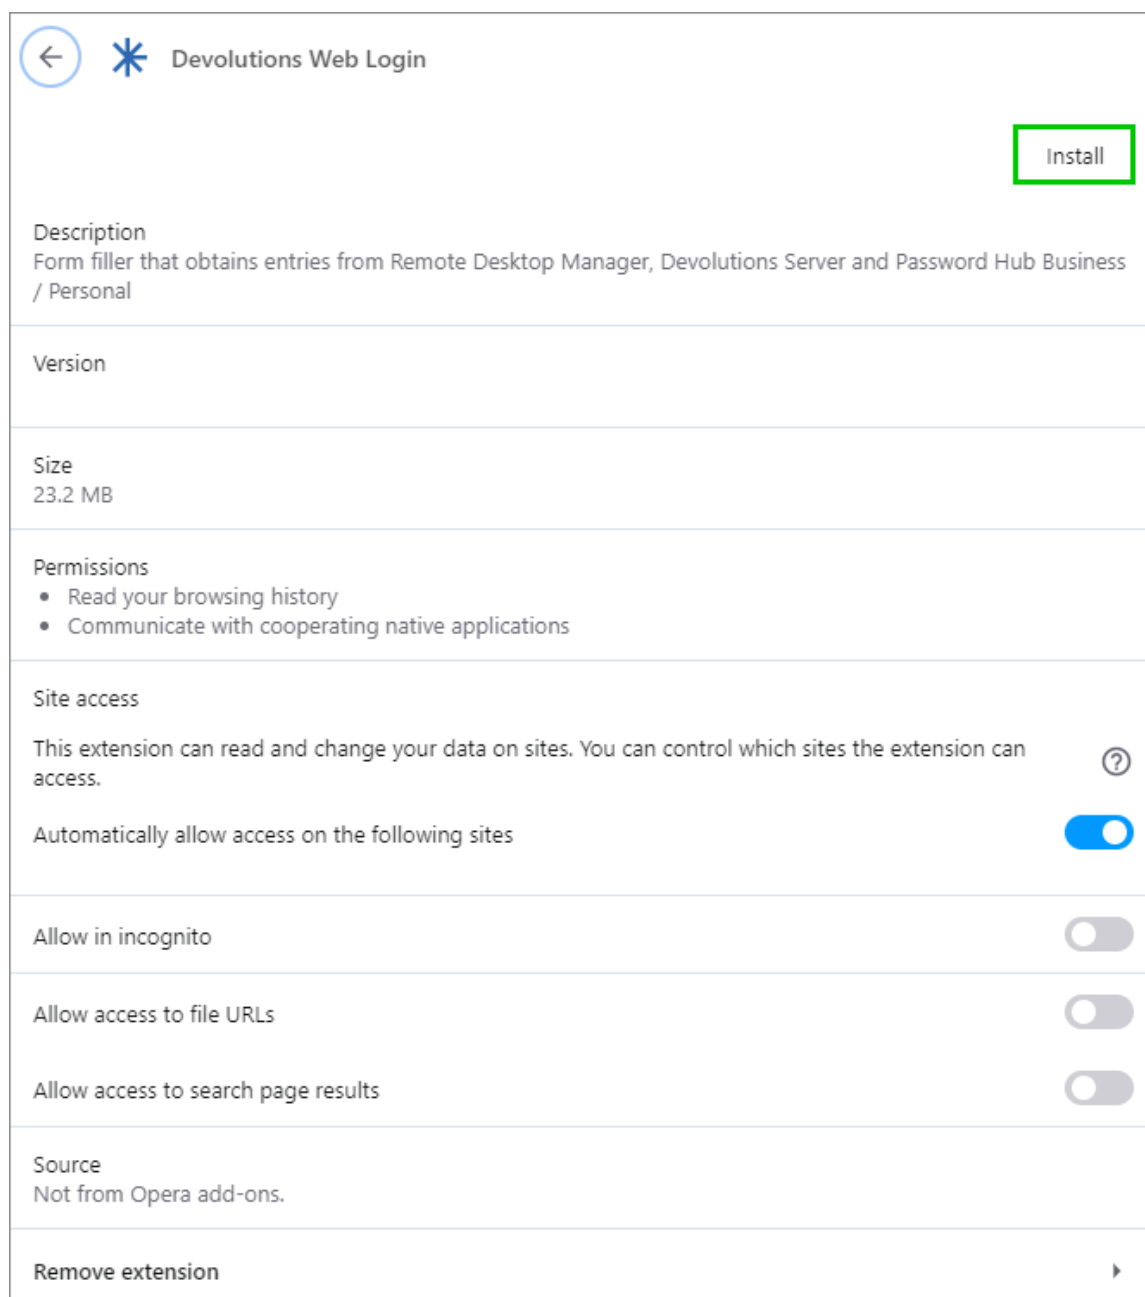 Devolutions Web Login
Install
Description
Form filler that obtains entries from Remote Desktop Manager, Devolutions Server and Password Hub Business
/ Personal
Version
Size
23.2 MB
Permissions
• Read your browsing history
• Communicate with cooperating native applications
Site access
This extension can read and change your data on sites. You can control which sites the extension can
access.
Automatically allow access on the following sites
Allow in incognito
Allow access to file URLs
Allow access to search page results
Source
Not from Opera add-ons.
Remove extension